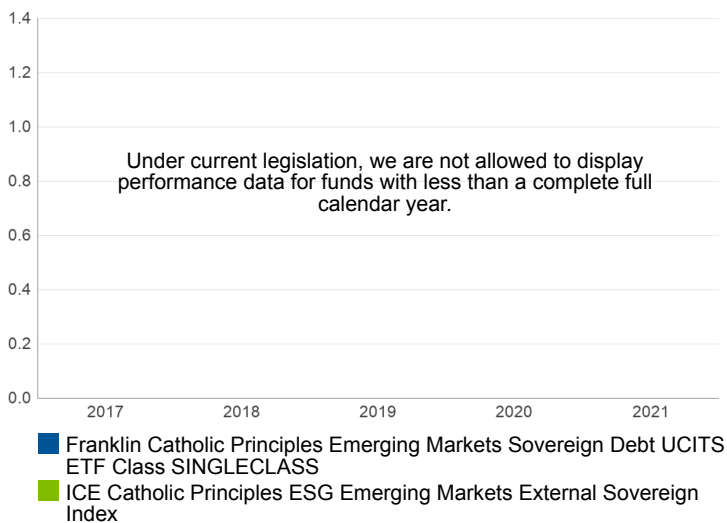 1.4
1.2
1.0
Under current legislation, we are not allowed to display
performance data for funds with less than a complete full
calendar year.
0.8
0.6
0.4
0.2
0.0
2017 2018 2019 2020 2021
Franklin Catholic Principles Emerging Markets Sovereign Debt UCITS
ETF Class SINGLECLASS
ICE Catholic Principles ESG Emerging Markets External Sovereign
Index